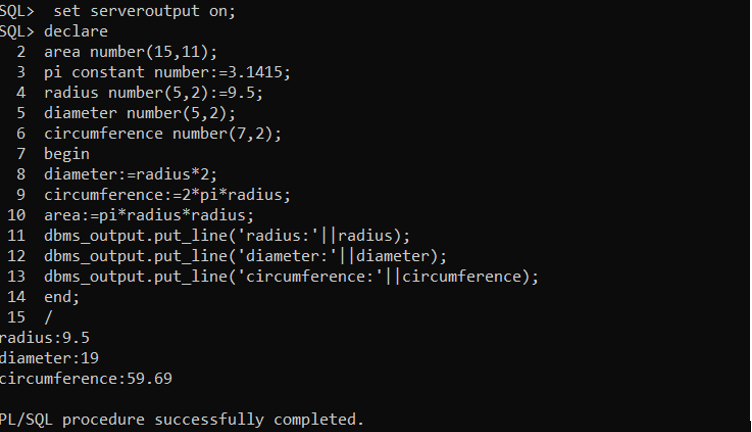 SQL>  set serveroutput on;
SQL> declare
  2  area number(15,11);
  3  pi constant number:=3.1415;
  4  radius number(5,2):=9.5;
  5  diameter number(5,2);
  6  circumference number(7,2);
  7  begin
  8  diameter:=radius*2;
  9  circumference:=2*pi*radius;
 10  area:=pi*radius*radius;
 11  dbms_output.put_line('radius:'||radius);
 12  dbms_output.put_line('diameter:'||diameter);
 13  dbms_output.put_line('circumference:'||circumference);
 14  end;
 15  /
radius:9.5
diameter:19
circumference:59.69

PL/SQL procedure successfully completed.